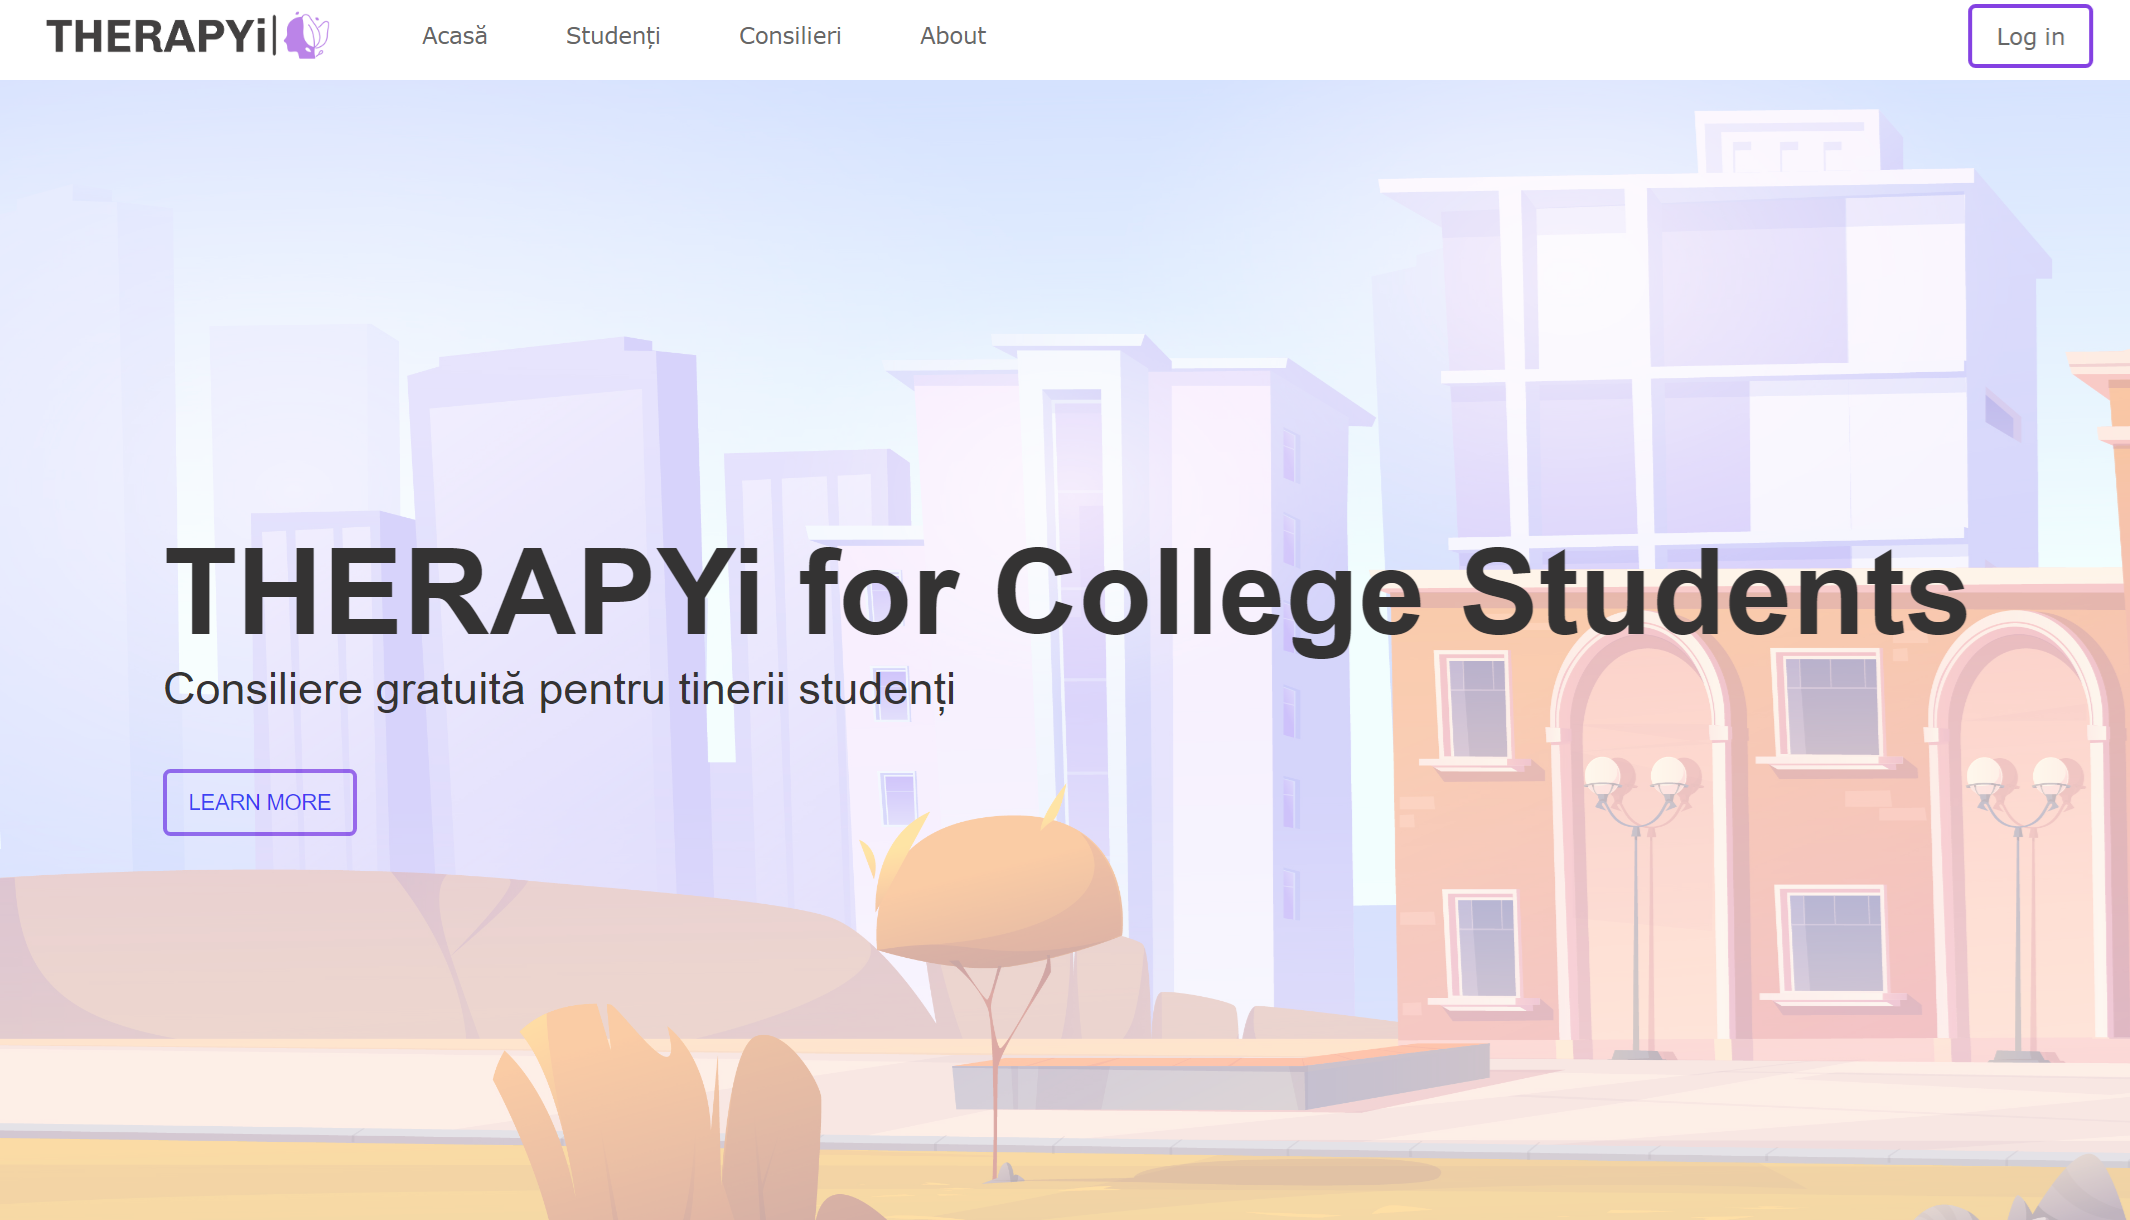 THERAPYi
Acasă
Studenți
Consilieri
About
Log in
THERAPYi for College Students
Consiliere gratuită pentru tinerii studenți
LEARN MORE